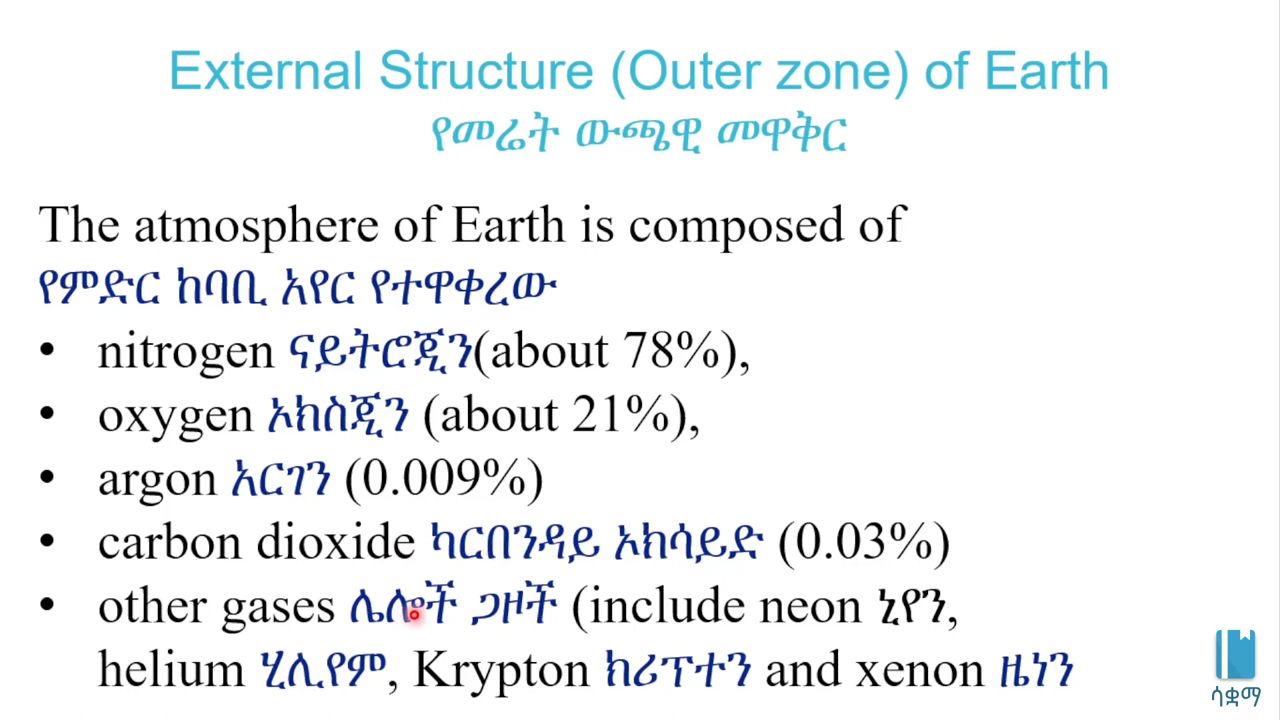 External Structure (Outer zone) of Earth
የመሬት ውጫዊ መዋቅር
The atmosphere of Earth is composed of
የምድር ከባቢ አየር የተዋቀረው
• nitrogen ናይትሮጂን(about 78%),
• oxygen ኦክስጂን (about 21%),
• argon አርገን (0.009%)
• carbon dioxide ካርበንዳይ ኦክሳይድ (0.03%)
• other gases ሌሎች ጋዞች (include neon ኒየን,
helium ሂሊየም, Krypton ክሪፕተን and xenon ዜነን
ሳቋማ